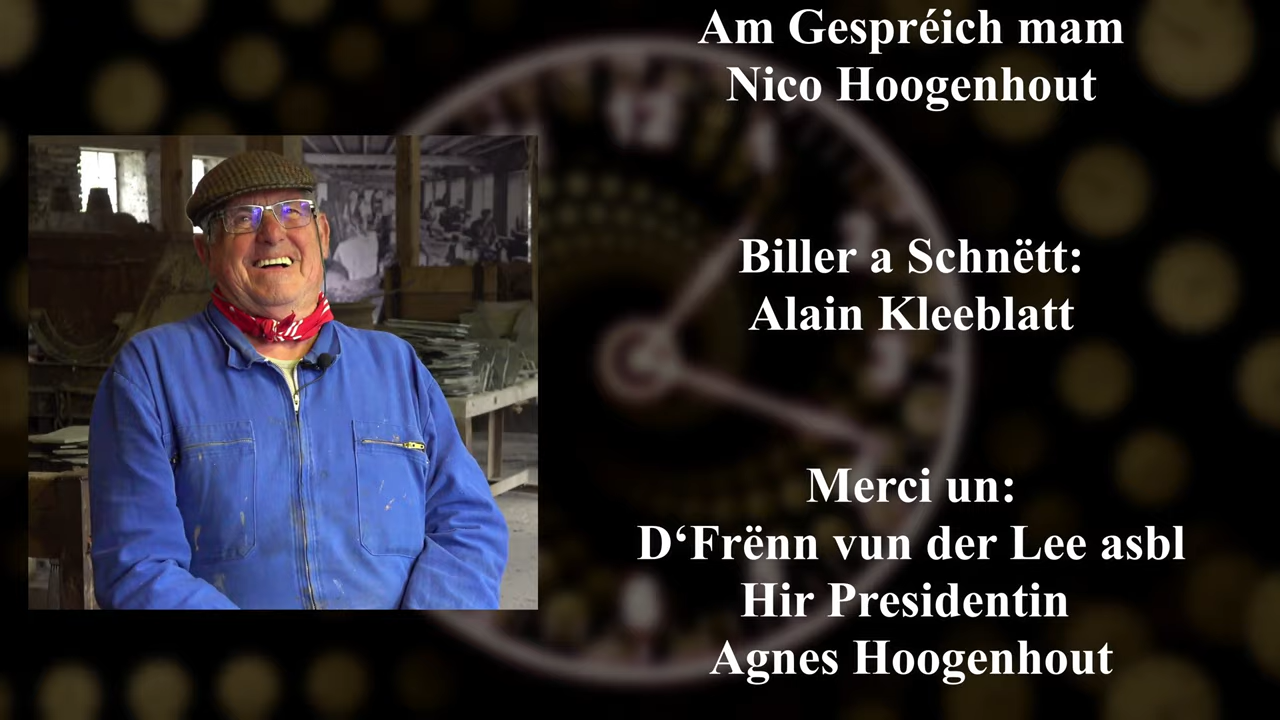 Am Gespréich mam
Nico Hoogenhout
Biller a Schnëtt:
Alain Kleeblatt
Merci un:
D‘Frënn vun der Lee asbl
Hir Presidentin
Agnes Hoogenhout